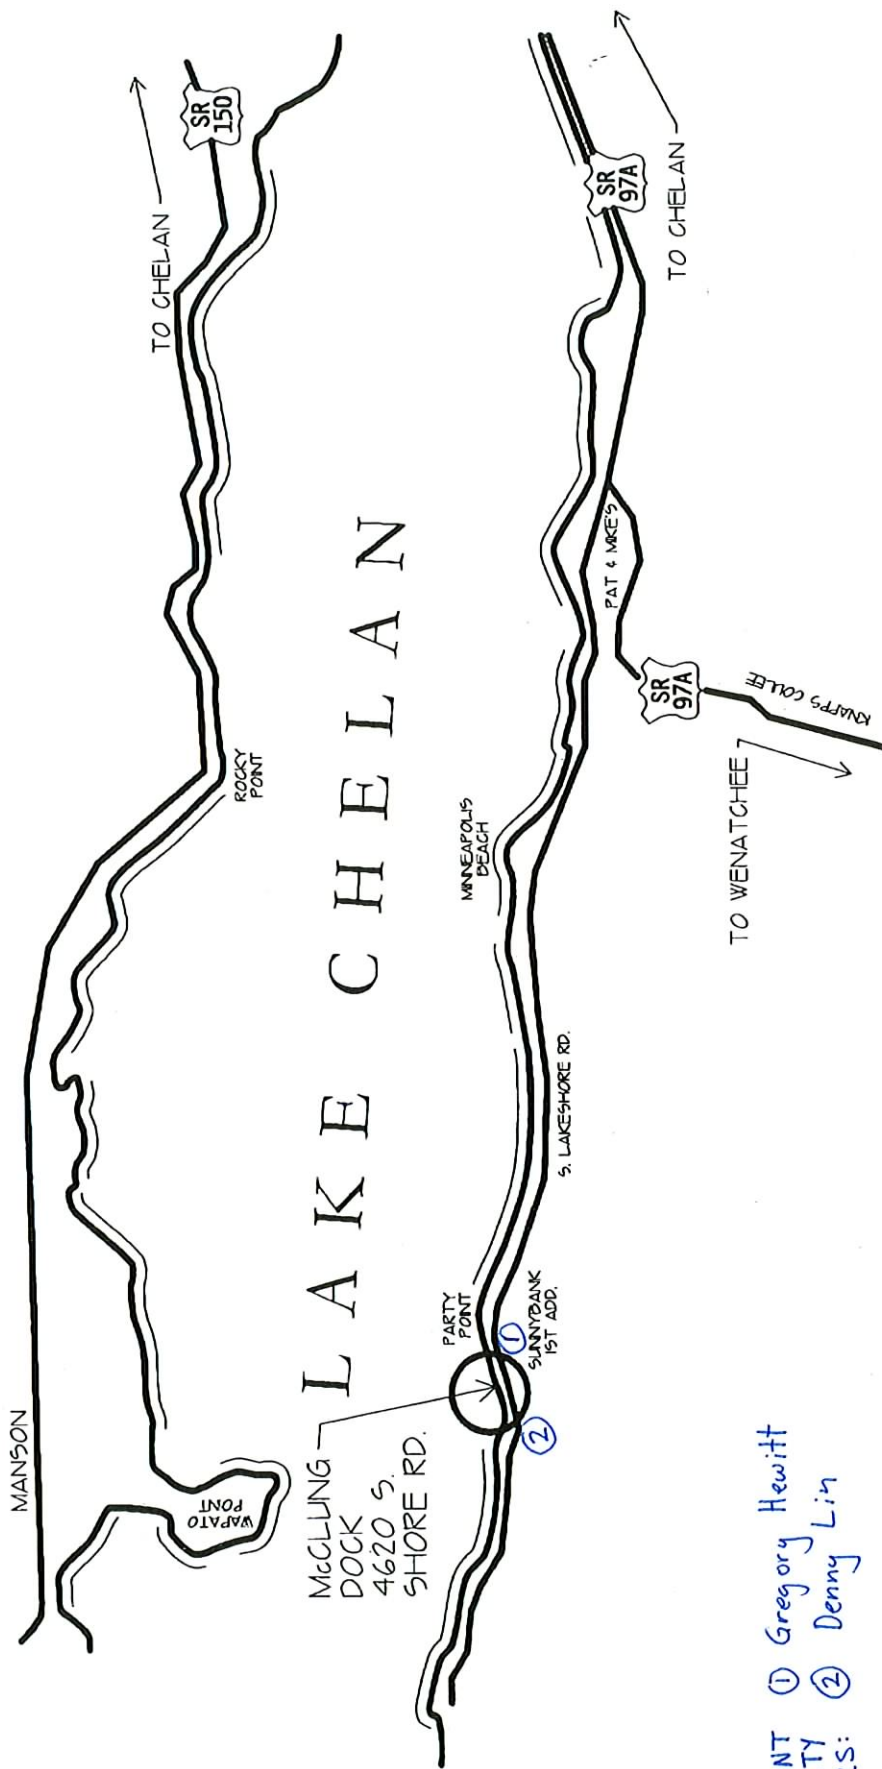 MANSON
TO CHELAN
SR
150
WAPATO
POINT
ROCKY
POINT
LAKE CHELAN
McCLUNG
DOCK
4620 S.
SHORE RD.
PARTY
POINT
MINNEAPOLIS
BEACH
①
SUNNYBANK
1ST ADD.
②
S. LAKESHORE RD.
PAT & MIKE'S
SR
97A
TO CHELAN
SR
97A
KNAPPS COLLEE
TO WENATCHEE
NT ① Gregory Hewitt
TY ② Denny Lin
S: